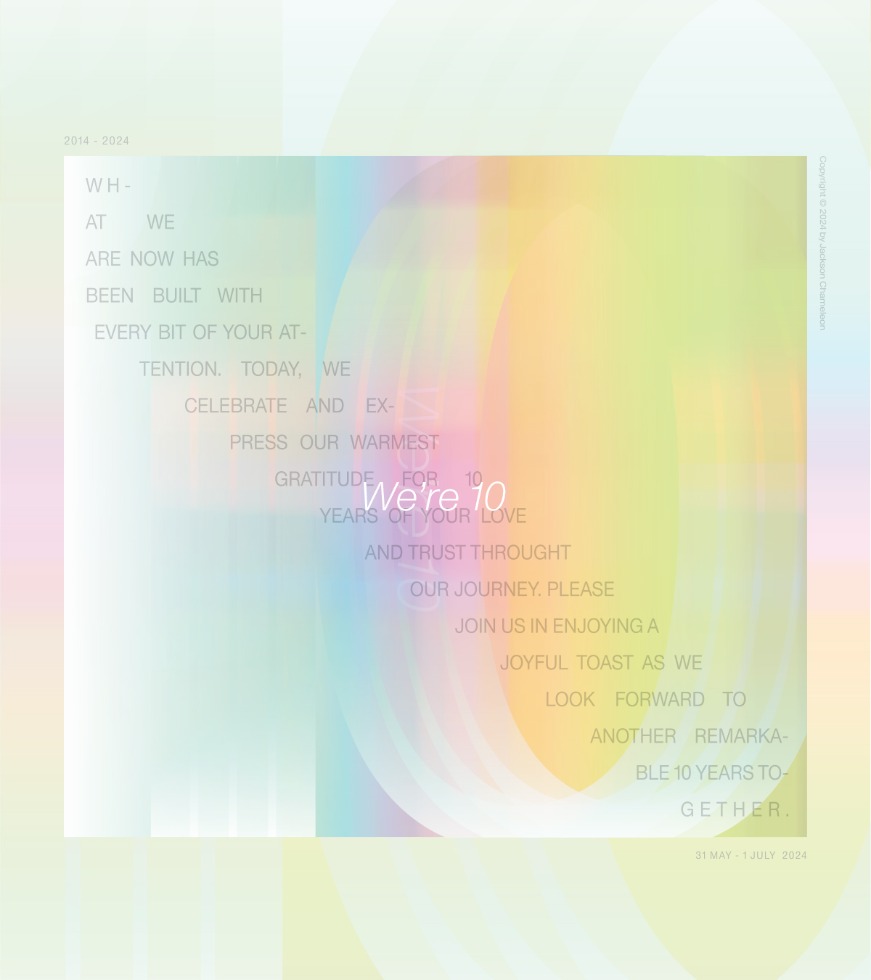 2014 - 2024
WH-
AT WE
ARE NOW HAS
BEEN BUILT WITH
EVERY BIT OF YOUR AT-
TENTION. TODAY, WE
CELEBRATE AND EX-
PRESS OUR WARMEST
GRATITUDE FOR 10
We're 10
YEARS OF YOUR LOVE
AND TRUST THROUGHT
OUR JOURNEY. PLEASE
JOIN US IN ENJOYING A
JOYFUL TOAST AS WE
LOOK FORWARD TO
ANOTHER REMARKA-
BLE 10 YEARS TO-
GETHER.
We're 10
Copyright © 2024 by Jackson Chameleon
31 MAY - 1 JULY 2024